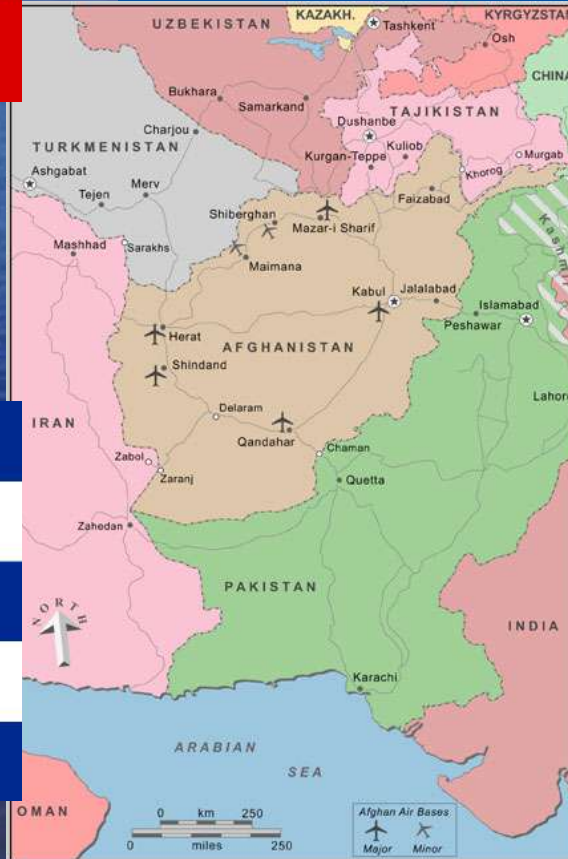 KAZAKH.
KYRGYZSTA
UZBEKISTAN
Tashkent
Osh
CHINA
Bukhara
Samarkand
TAJIKISTAN
Dushanbe
Charjou
TURKMENISTAN
Kurgan-Teppe
Kuliob
Murgab
Khorog
Ashgabat
Tejen
Merv
Faizabad
Shiberghan
Mazar-i Sharif
Mashhad
Sarakhs
Maimana
Kashmir
Kabul
Jalalabad
Islamabad
Peshawar
Herat
AFGHANISTAN
Shindand
Lahor
Delaram
IRAN
Qandahar
Chaman
Zabol
Zaranj
Quetta
Zahedan
PAKISTAN
NORTH
INDIA
Karachi
ARABIAN
SEA
OMAN
0 km 250
0 miles 250
Afghan Air Bases
Major Minor